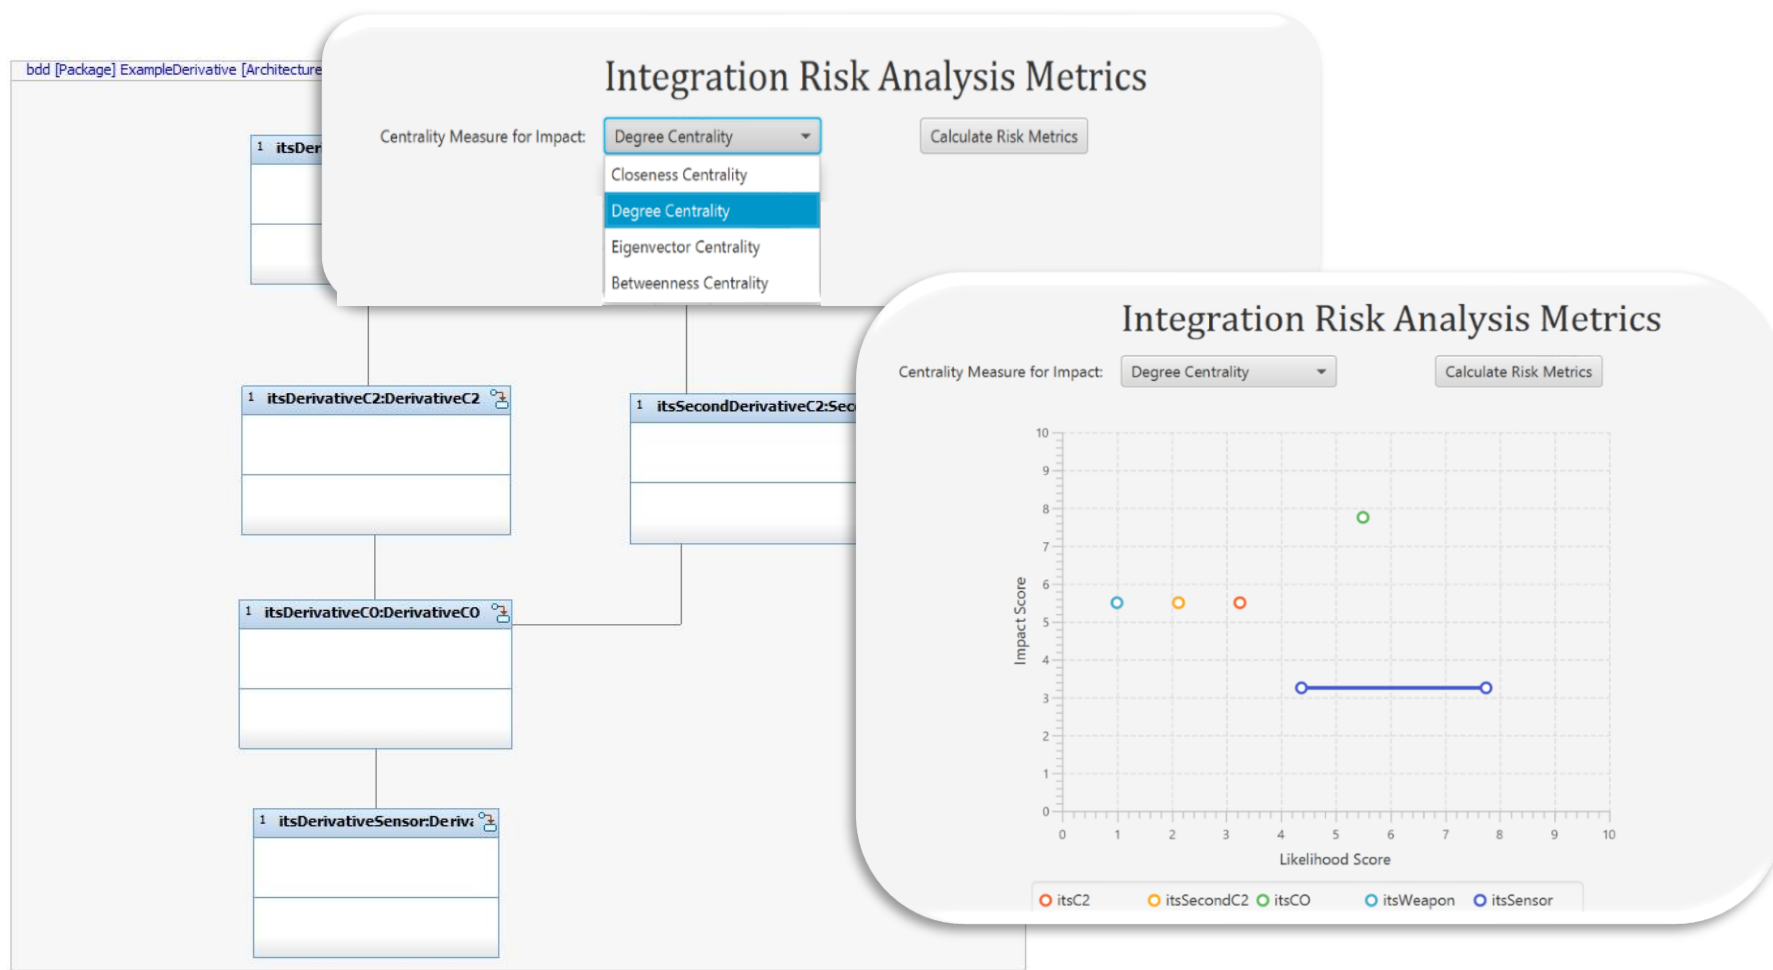 bdd [Package] ExampleDerivative [Architecture
1 itsDer
1 itsDerivativeC2:DerivativeC2
1 itsSecondDerivativeC2:Seco
1 itsDerivativeCO:DerivativeCO
1 itsDerivativeSensor:Deriva
Integration Risk Analysis Metrics
Centrality Measure for Impact: Degree Centrality Calculate Risk Metrics
Closeness Centrality
Degree Centrality
Eigenvector Centrality
Betweenness Centrality
Integration Risk Analysis Metrics
Centrality Measure for Impact: Degree Centrality Calculate Risk Metrics
Impact Score
10
9
8
7
6
5
4
3
2
1
0
0 1 2 3 4 5 6 7 8 9 10
Likelihood Score
itsC2 itsSecondC2 itsCO itsWeapon itsSensor